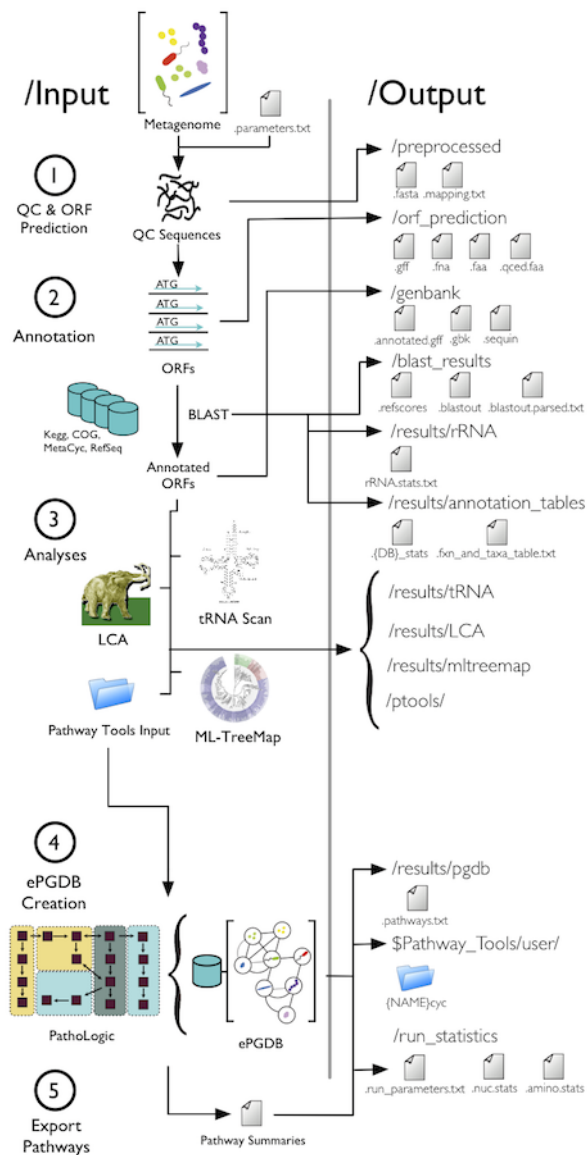 /Input
/Output
Metagenome
.parameters.txt
1
QC & ORF
Prediction
QC Sequences
/preprocessed
.fasta .mapping.txt
/orf_prediction
.gff .fna .faa .qced.faa
2
Annotation
ATG
ATG
ATG
ATG
ORFs
/genbank
.annotated.gff .gbk .sequin
BLAST
/blast_results
.refscores .blastout .blastout.parsed.txt
Kegg, COG,
MetaCyc, RefSeq
Annotated
ORFs
/results/rRNA
rRNA.stats.txt
/results/annotation_tables
.{DB}_stats .fxn_and_taxa_table.txt
3
Analyses
LCA
tRNA Scan
Pathway Tools Input
ML-TreeMap
/results/tRNA
/results/LCA
/results/mltreemap
/ptools/
4
ePGDB
Creation
PathoLogic
ePGDB
/results/pgdb
.pathways.txt
$Pathway_Tools/user/
{NAME}cyc
/run_statistics
.run_parameters.txt .nuc.stats .amino.stats
5
Export
Pathways
Pathway Summaries